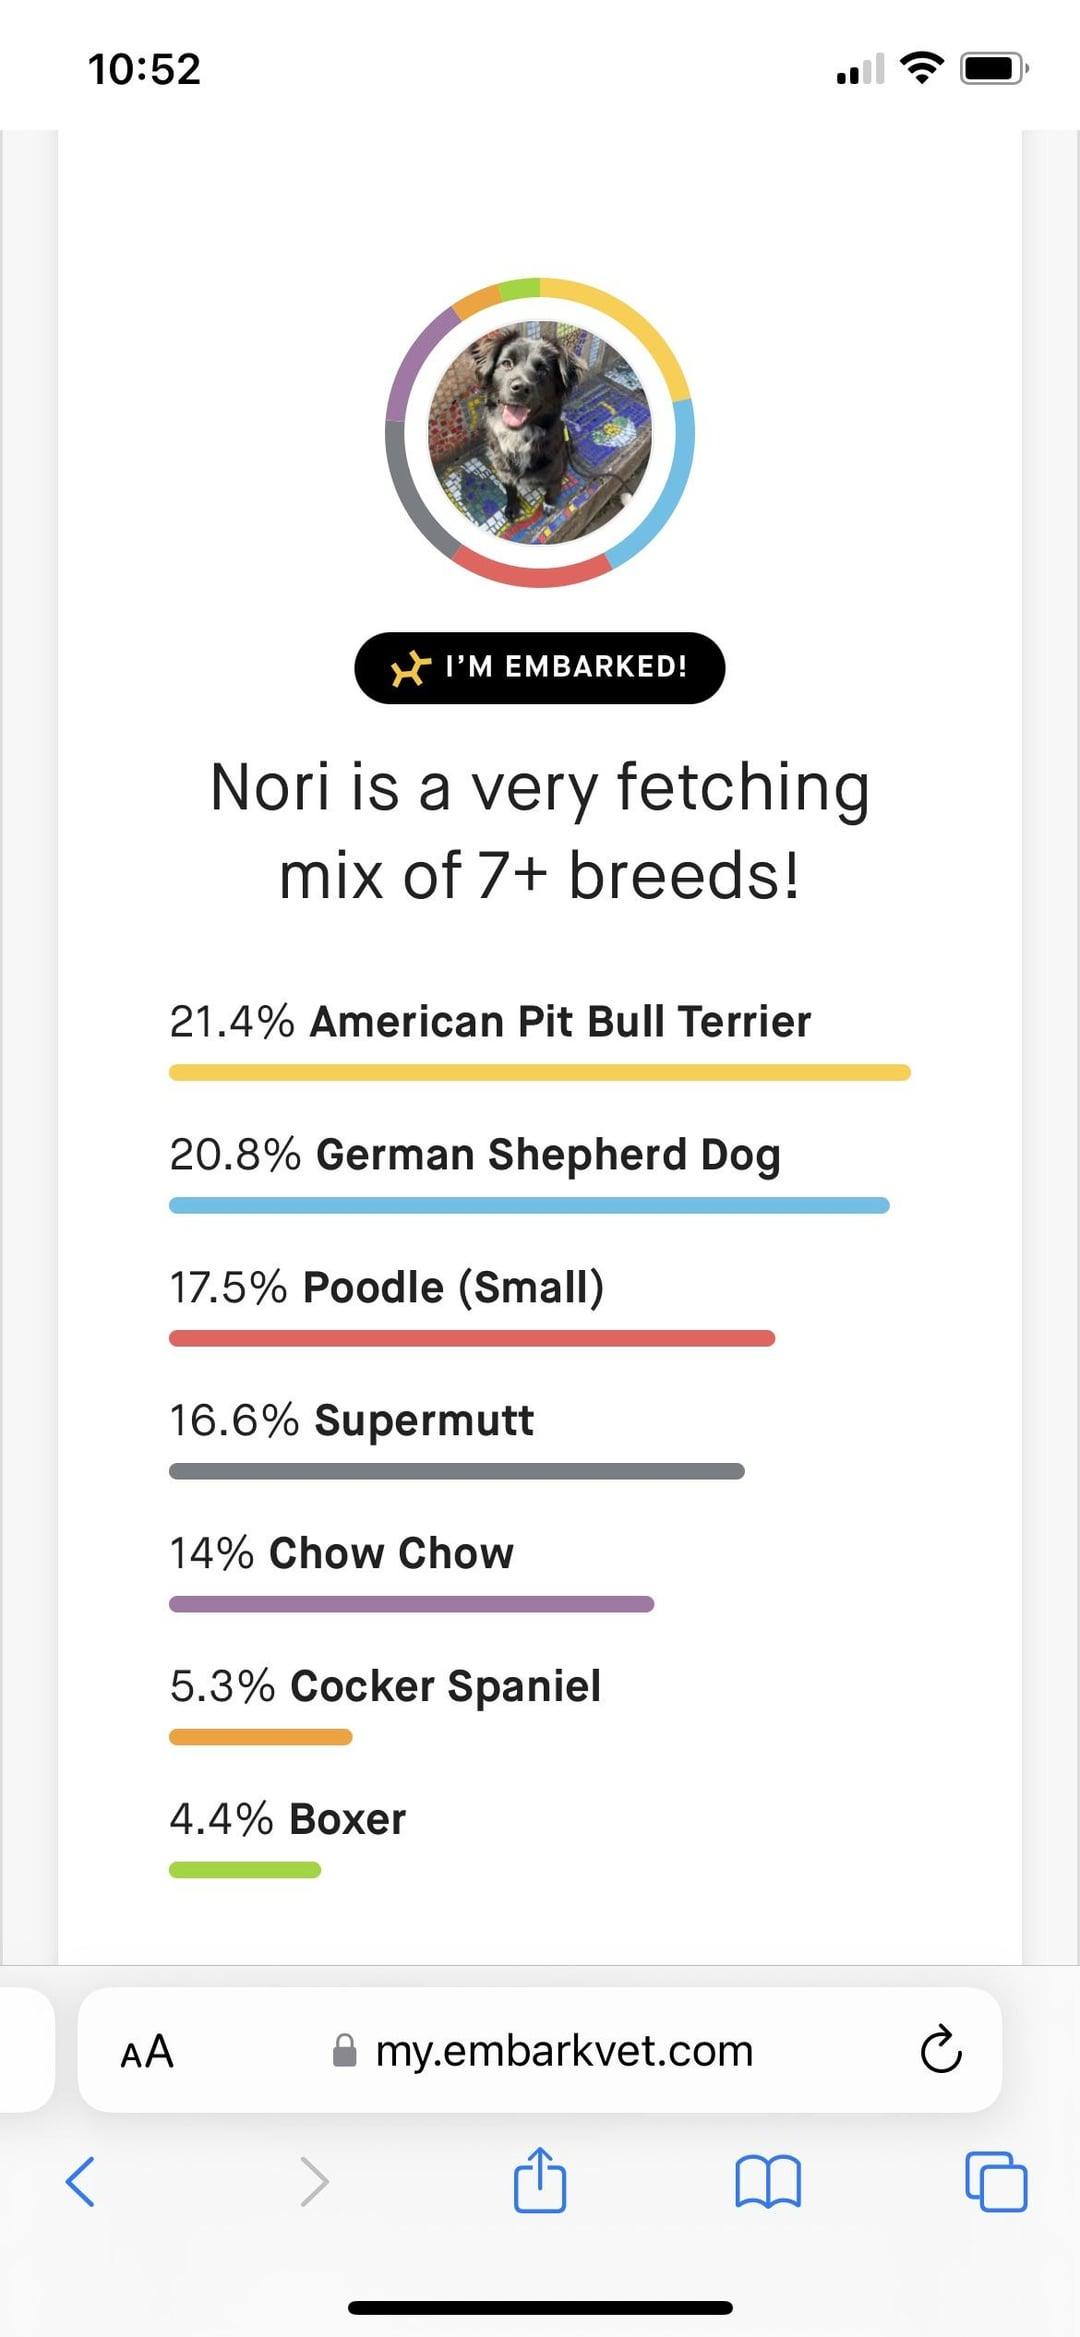 10:52
I'M EMBARKED!
Nori is a very fetching
mix of 7+ breeds!
21.4% American Pit Bull Terrier
20.8% German Shepherd Dog
17.5% Poodle (Small)
16.6% Supermutt
14% Chow Chow
5.3% Cocker Spaniel
4.4% Boxer
AA my.embarkvet.com